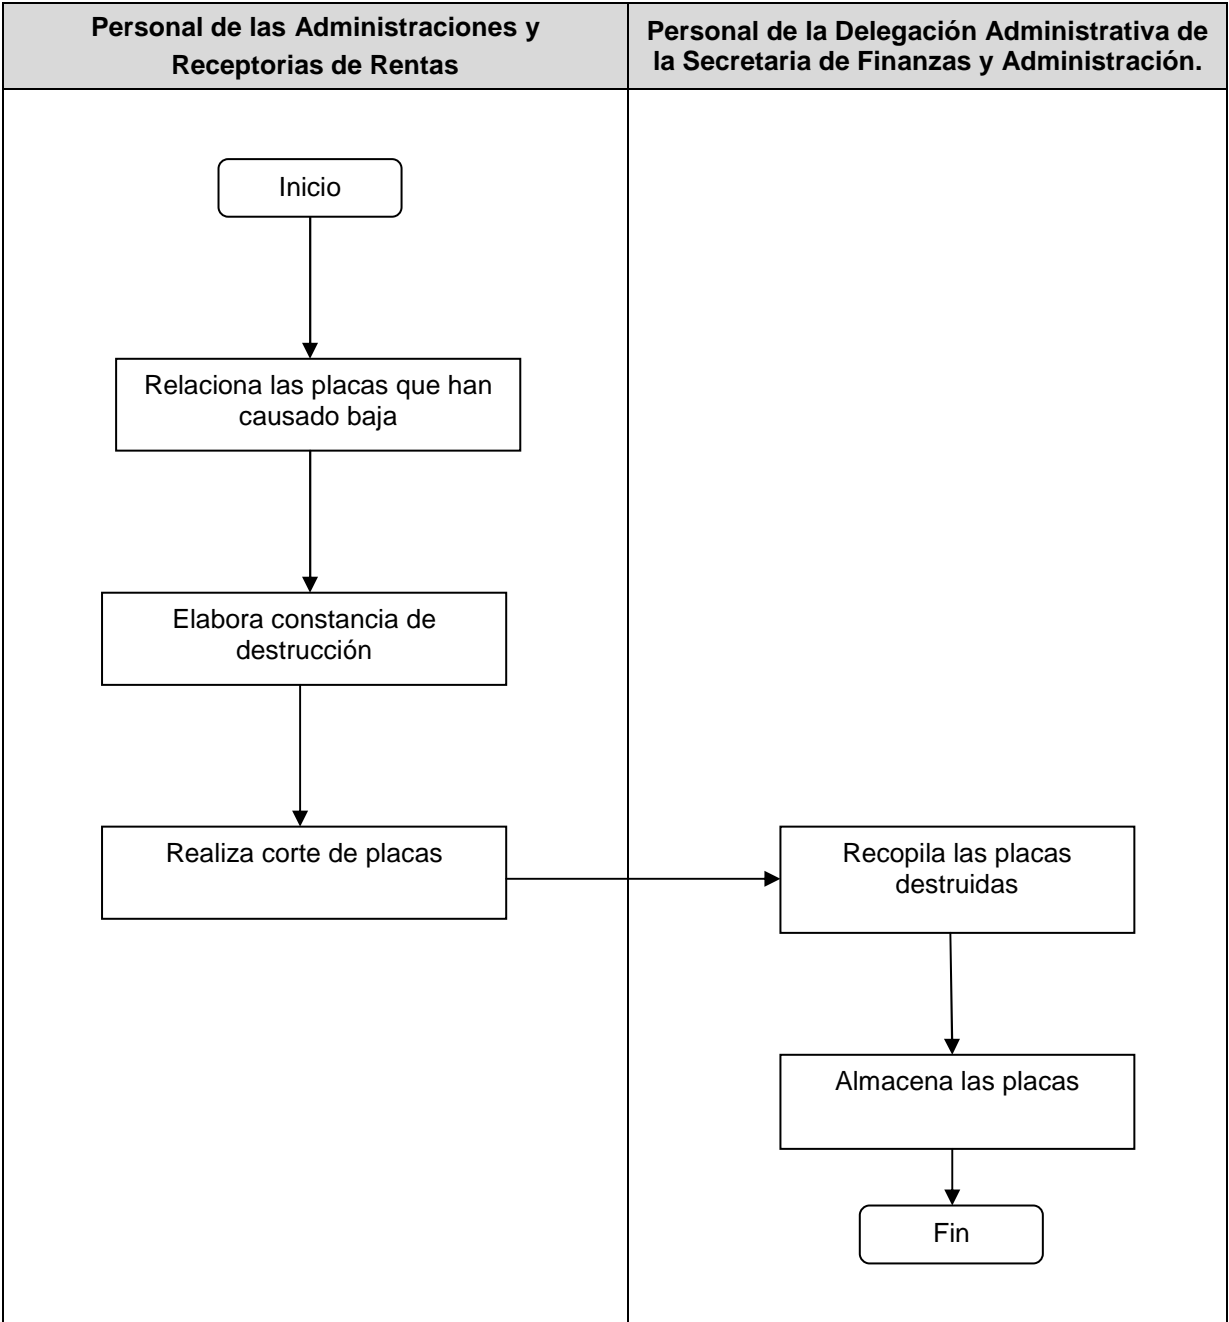 Personal de las Administraciones y
Receptorias de Rentas
Personal de la Delegación Administrativa de
la Secretaria de Finanzas y Administración.
Inicio
Relaciona las placas que han
causado baja
Elabora constancia de
destrucción
Realiza corte de placas
Recopila las placas
destruidas
Almacena las placas
Fin